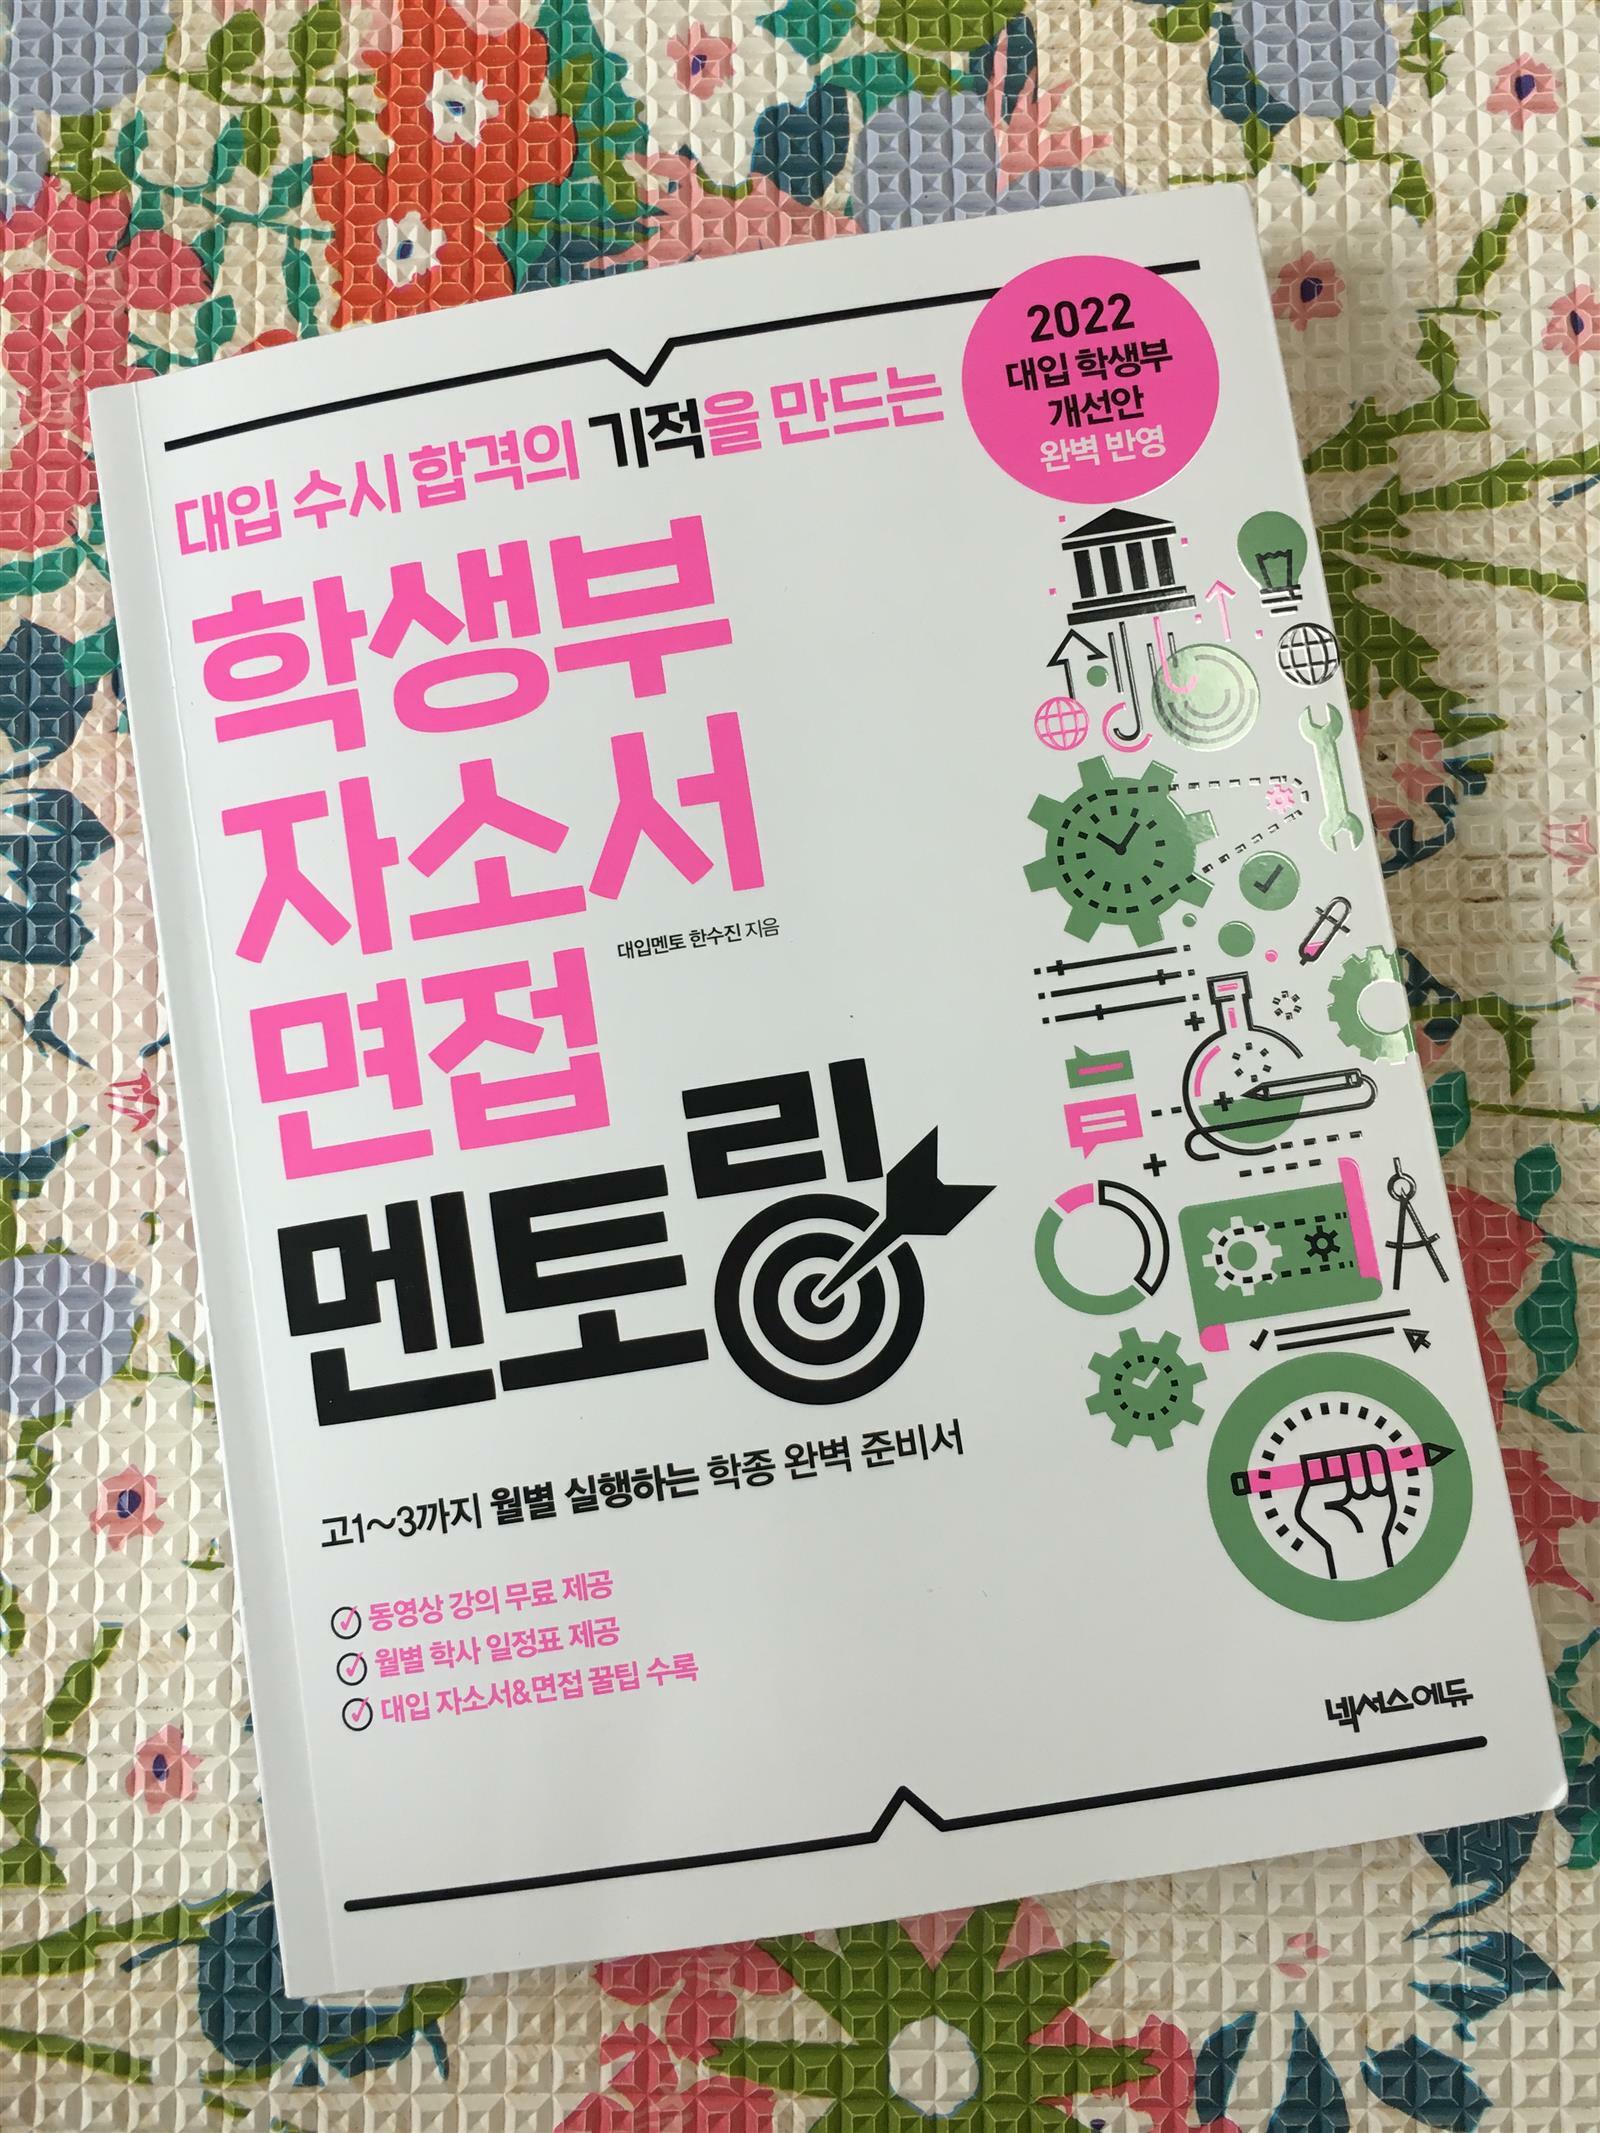 2022
대입 학생부
개선안
완벽 반영
대입 수시 합격의 기적을 만드는
학생부
자소서
면접
대입멘토 한수진 지음
멘토링
고1~3까지 월별 실행하는 학종 완벽 준비서
동영상 강의 무료 제공
월별 학사 일정표 제공
대입 자소서&면접 꿀팁 수록
넥서스에듀